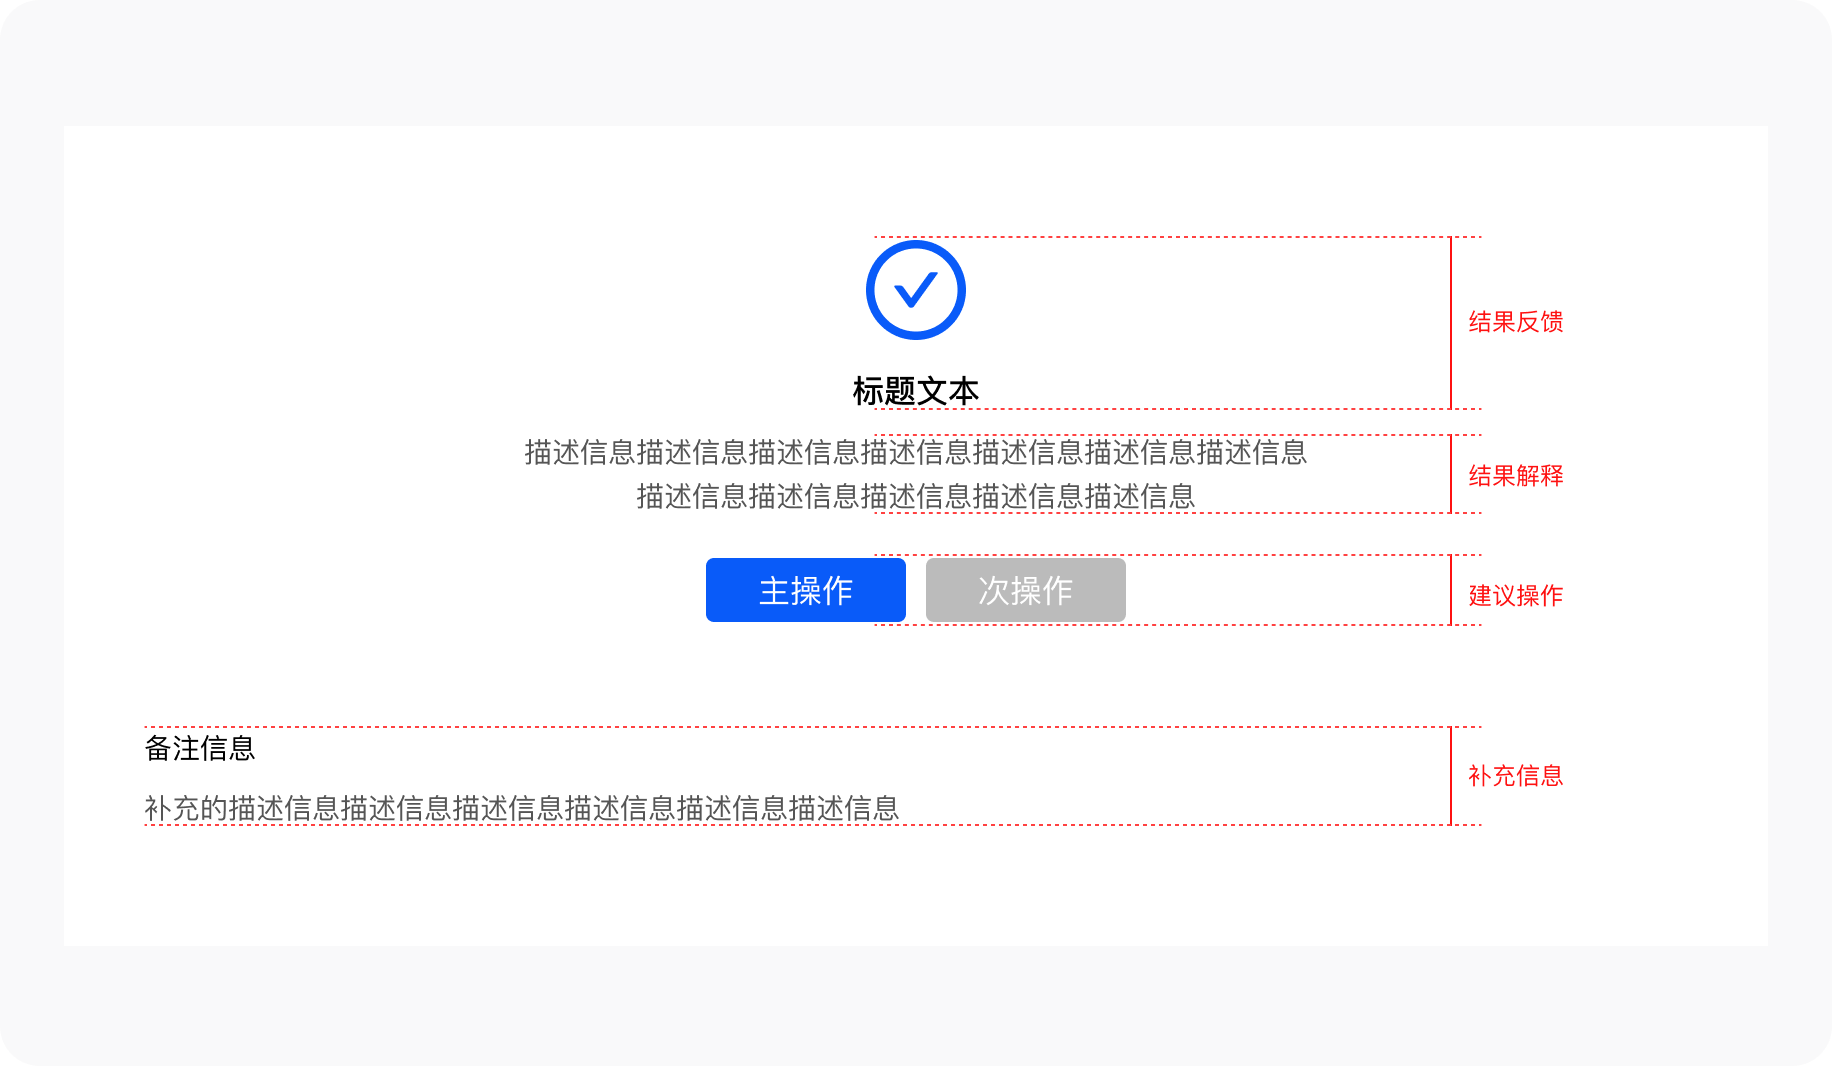 结果反馈
标题文本
描述信息描述信息描述信息描述信息描述信息描述信息描述信息
结果解释
描述信息描述信息描述信息描述信息描述信息
主操作
次操作
建议操作
备注信息
补充信息
补充的描述信息描述信息描述信息描述信息描述信息描述信息